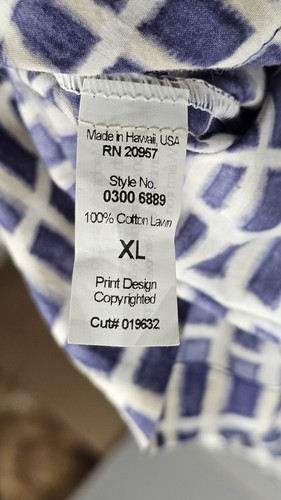 Made in Hawaii, USA
RN 20957
Style No.
0300 6889
100% Cotton Lawn
XL
Print Design
Copyrighted
Cut# 019632